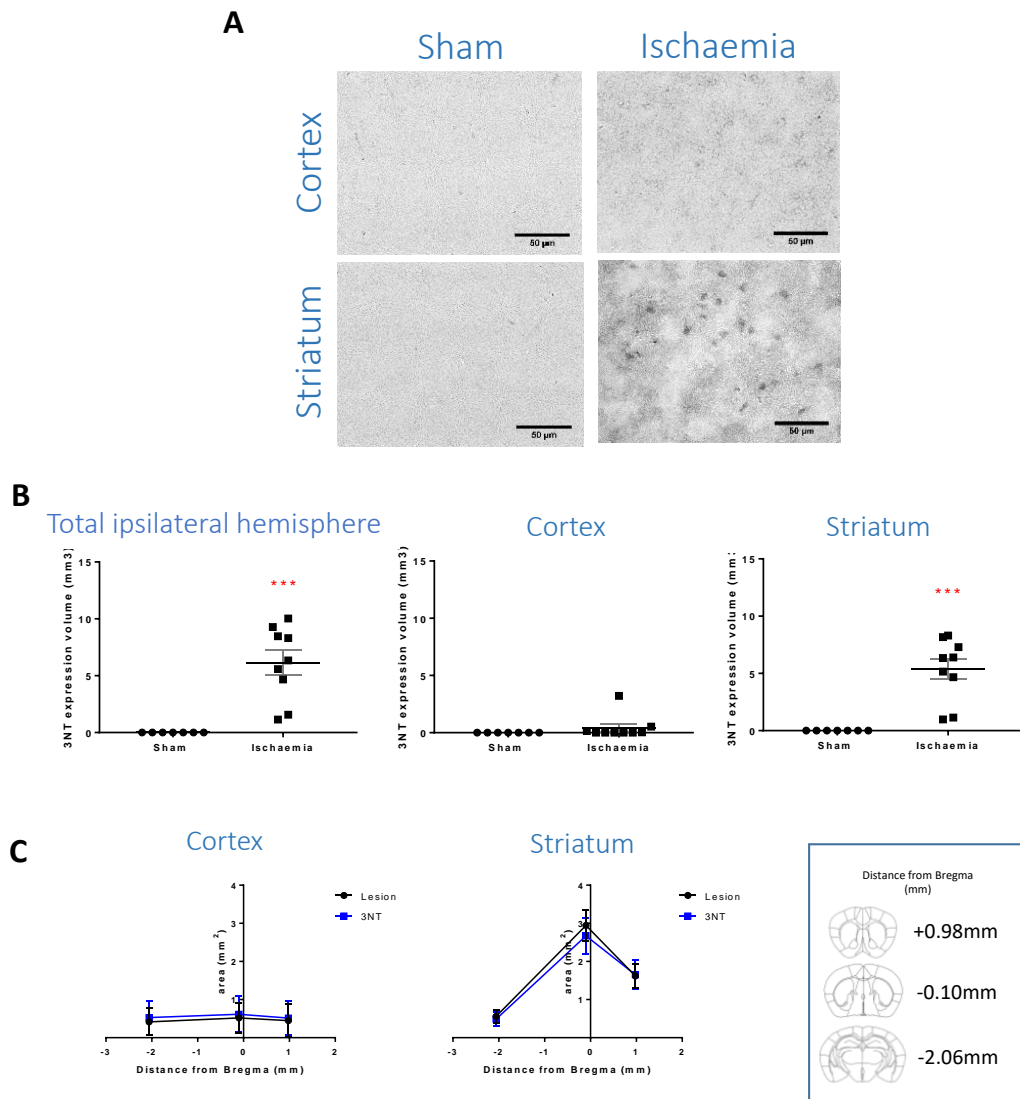 A
Sham
Ischaemia
Cortex
50 µm
50 µm
Striatum
50 µm
50 µm
B
Total ipsilateral hemisphere
Cortex
Striatum
3NT expression volume (mm3)
15
10
5
0
***
Sham
Ischaemia
3NT expression volume (mm3)
15
10
5
0
Sham
Ischaemia
3NT expression volume (mm
15
10
5
0
***
Sham
Ischaemia
C
Cortex
Striatum
area (mm²)
4
3
2
1
Lesion
3NT
-3 -2 -1 0 1 2
Distance from Bregma (mm)
area (mm²)
4
3
2
1
Lesion
3NT
-3 -2 -1 0 1 2
Distance from Bregma (mm)
Distance from Bregma
(mm)
+0.98mm
-0.10mm
-2.06mm